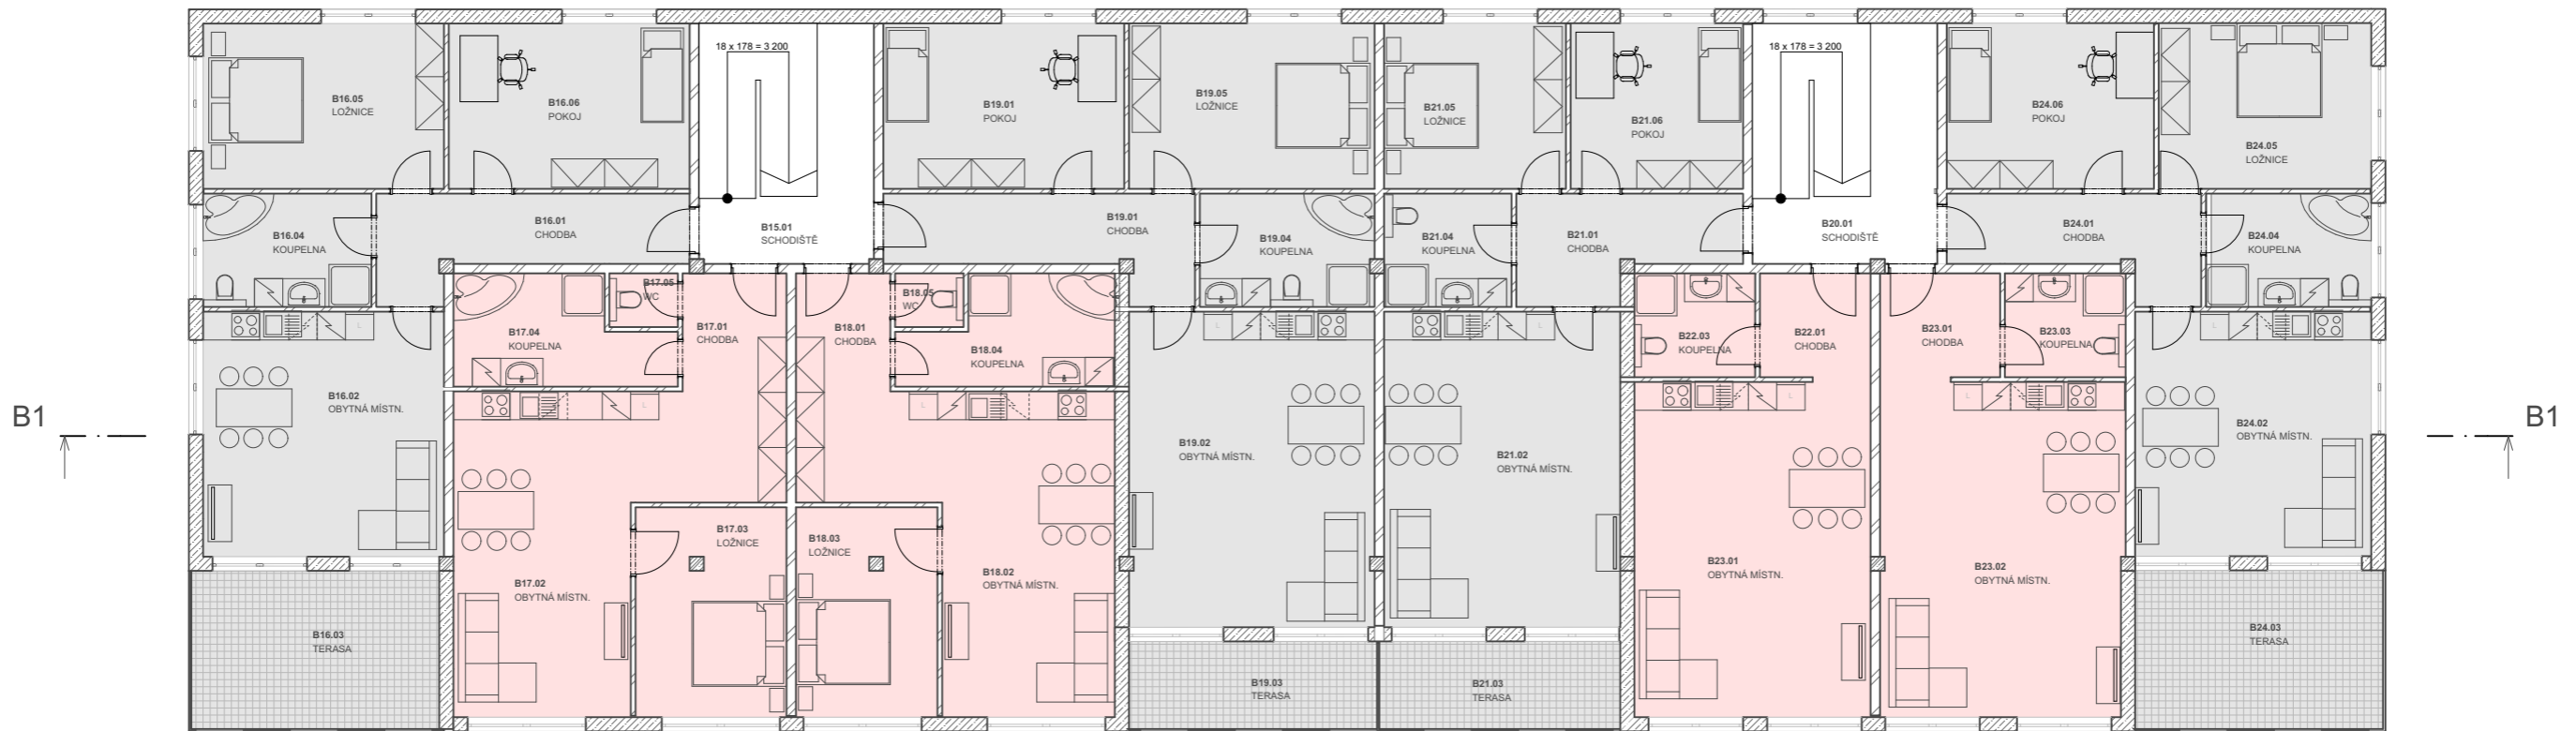 18 x 178 = 3 200
18 x 178 = 3 200
B16.05
LOŽNICE
B16.06
POKOJ
B19.01
POKOJ
B19.05
LOŽNICE
B21.05
LOŽNICE
B21.06
POKOJ
B24.06
POKOJ
B24.05
LOŽNICE
B16.04
KOUPELNA
B16.01
CHODBA
B15.01
SCHODIŠTĚ
B19.01
CHODBA
B19.04
KOUPELNA
B21.04
KOUPELNA
B21.01
CHODBA
B20.01
SCHODIŠTĚ
B24.01
CHODBA
B24.04
KOUPELNA
B17.05
WC
B18.05
WC
B17.04
KOUPELNA
B17.01
CHODBA
B18.01
CHODBA
B18.04
KOUPELNA
B22.03
KOUPELNA
B22.01
CHODBA
B23.01
CHODBA
B23.03
KOUPELNA
L
L
L
L
L
L
L
L
B1
B16.02
OBYTNÁ MÍSTN.
B19.02
OBYTNÁ MÍSTN.
B21.02
OBYTNÁ MÍSTN.
B24.02
OBYTNÁ MÍSTN.
B1
B17.03
LOŽNICE
B18.03
LOŽNICE
B17.02
OBYTNÁ MÍSTN.
B18.02
OBYTNÁ MÍSTN.
B23.01
OBYTNÁ MÍSTN.
B23.02
OBYTNÁ MÍSTN.
B16.03
TERASA
B19.03
TERASA
B21.03
TERASA
B24.03
TERASA